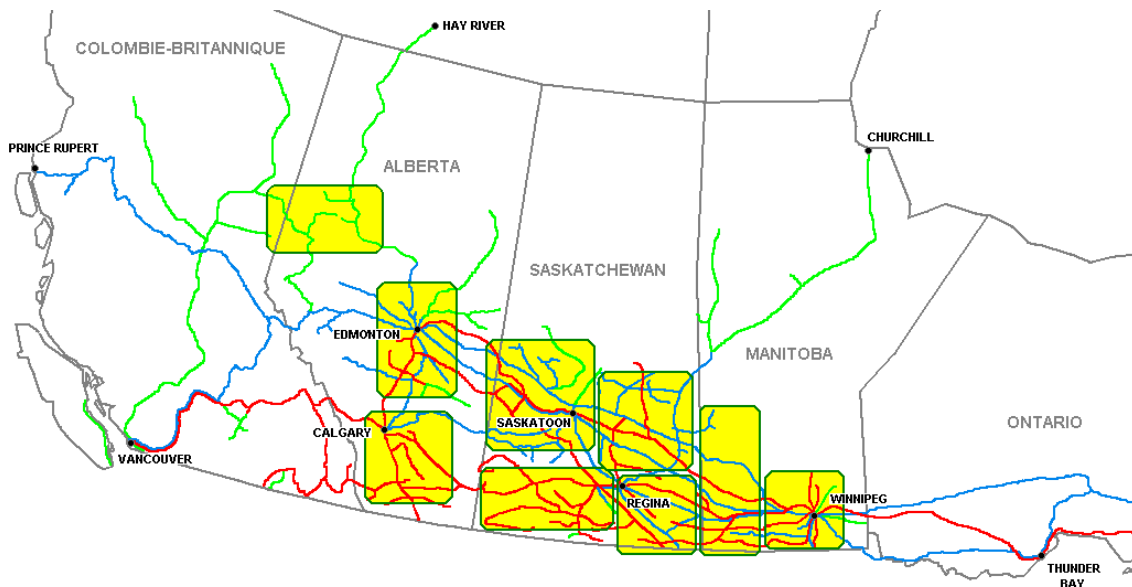 HAY RIVER
COLOMBIE-BRITANNIQUE
CHURCHILL
PRINCE RUPERT
ALBERTA
SASKATCHEWAN
EDMONTON
MANITOBA
SASKATOON
ONTARIO
CALGARY
VANCOUVER
REGINA
WINNIPEG
THUNDER
BAY